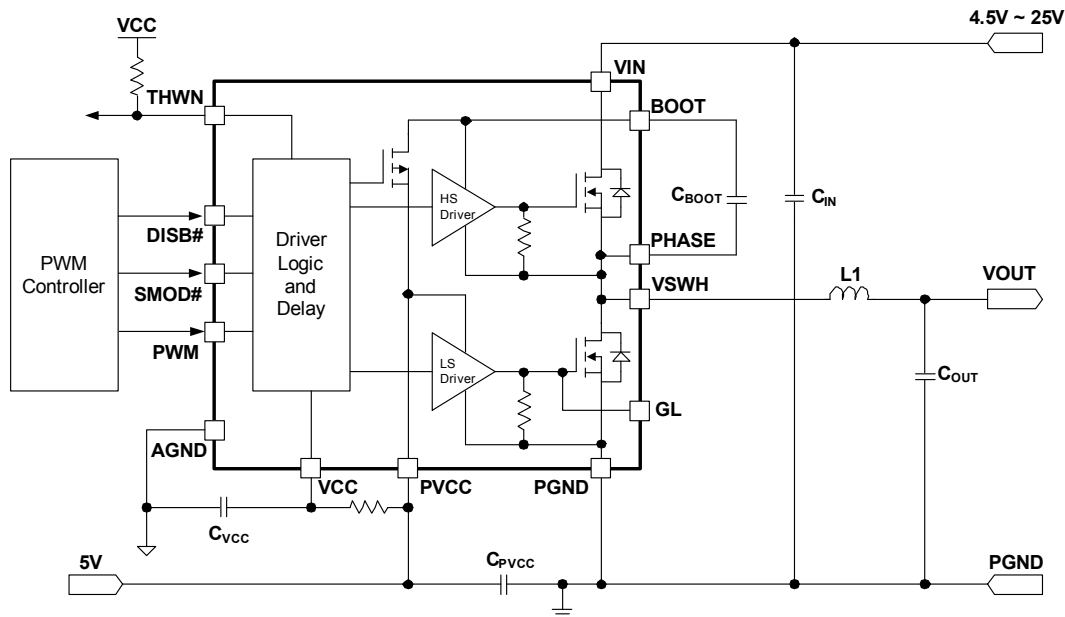 VCC
4.5V ~ 25V
THWN
VIN
BOOT
HS
Driver
CBOOT
CIN
PWM
Controller
DISB#
SMOD#
PWM
Driver
Logic
and
Delay
PHASE
VSWH
L1
VOUT
LS
Driver
COUT
GL
AGND
VCC
PVCC
PGND
CVCC
5V
CPVCC
PGND